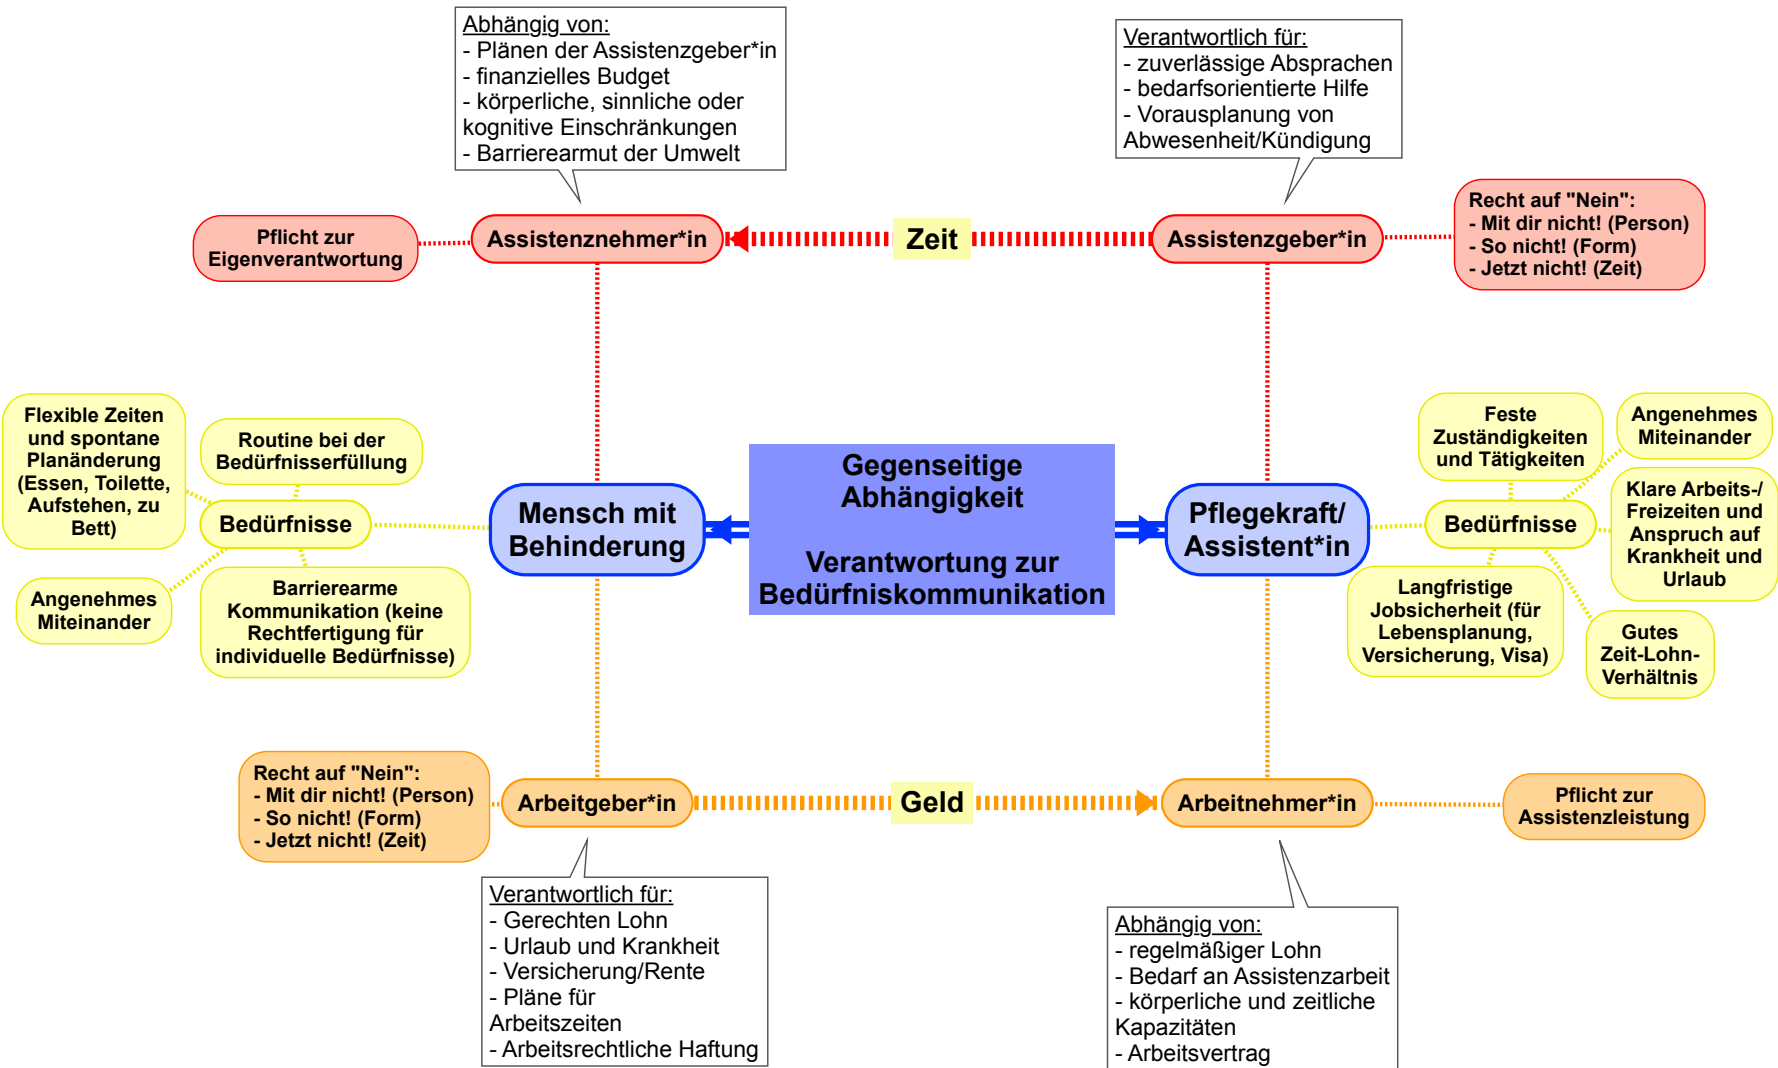 Abhängig von:
- Plänen der Assistenzgeber*in
- finanzielles Budget
- körperliche, sinnliche oder
kognitive Einschränkungen
- Barrierearmut der Umwelt
Verantwortlich für:
- zuverlässige Absprachen
- bedarfsorientierte Hilfe
- Vorausplanung von
Abwesenheit/Kündigung
Pflicht zur
Eigenverantwortung
Assistenznehmer*in
Zeit
Assistenzgeber*in
Recht auf "Nein":
- Mit dir nicht! (Person)
- So nicht! (Form)
- Jetzt nicht! (Zeit)
Flexible Zeiten
und spontane
Planänderung
(Essen, Toilette,
Aufstehen, zu
Bett)
Routine bei der
Bedürfnisserfüllung
Bedürfnisse
Angenehmes
Miteinander
Barrierearme
Kommunikation (keine
Rechtfertigung für
individuelle Bedürfnisse)
Mensch mit
Behinderung
Gegenseitige
Abhängigkeit
Verantwortung zur
Bedürfniskommunikation
Pflegekraft/
Assistent*in
Feste
Zuständigkeiten
und Tätigkeiten
Angenehmes
Miteinander
Bedürfnisse
Klare Arbeits-/
Freizeiten und
Anspruch auf
Krankheit und
Urlaub
Langfristige
Jobsicherheit (für
Lebensplanung,
Versicherung, Visa)
Gutes
Zeit-Lohn-
Verhältnis
Recht auf "Nein":
- Mit dir nicht! (Person)
- So nicht! (Form)
- Jetzt nicht! (Zeit)
Arbeitgeber*in
Geld
Arbeitnehmer*in
Pflicht zur
Assistenzleistung
Verantwortlich für:
- Gerechten Lohn
- Urlaub und Krankheit
- Versicherung/Rente
- Pläne für
Arbeitszeiten
- Arbeitsrechtliche Haftung
Abhängig von:
- regelmäßiger Lohn
- Bedarf an Assistenzarbeit
- körperliche und zeitliche
Kapazitäten
- Arbeitsvertrag